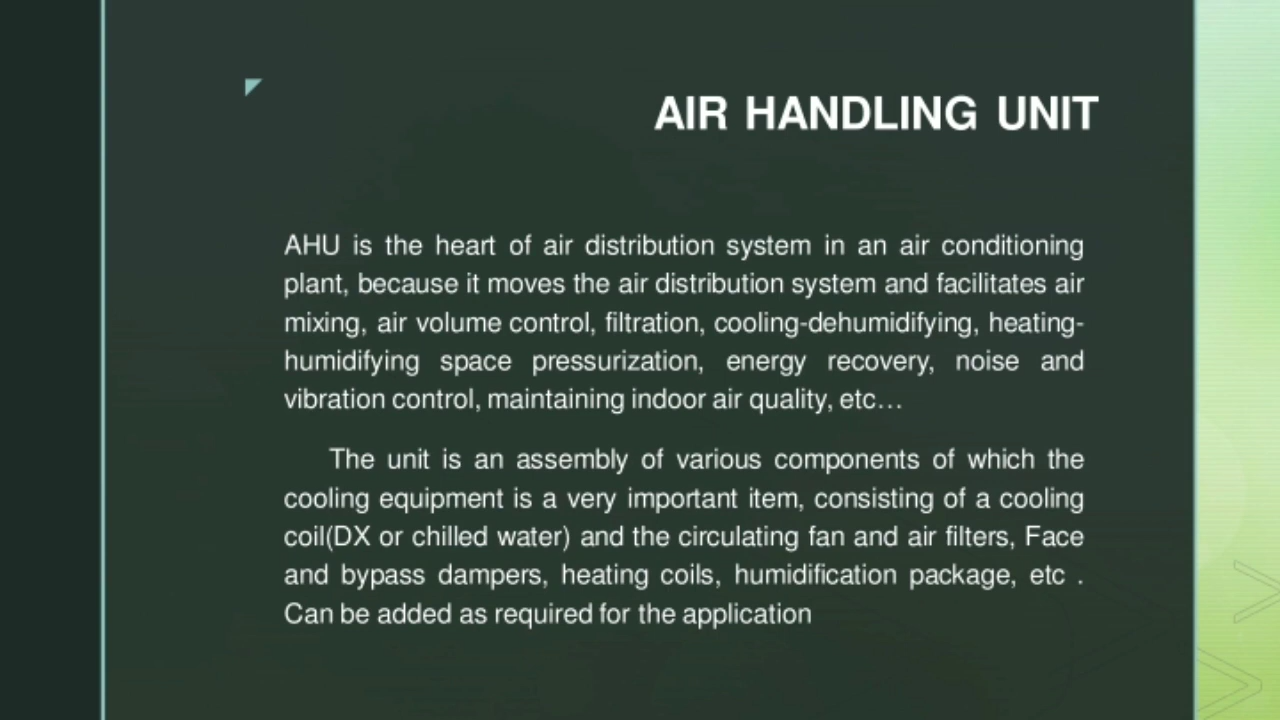 AIR HANDLING UNIT
AHU is the heart of air distribution system in an air conditioning
plant, because it moves the air distribution system and facilitates air
mixing, air volume control, filtration, cooling-dehumidifying, heating-
humidifying space pressurization, energy recovery, noise and
vibration control, maintaining indoor air quality, etc…
The unit is an assembly of various components of which the
cooling equipment is a very important item, consisting of a cooling
coil(DX or chilled water) and the circulating fan and air filters, Face
and bypass dampers, heating coils, humidification package, etc .
Can be added as required for the application